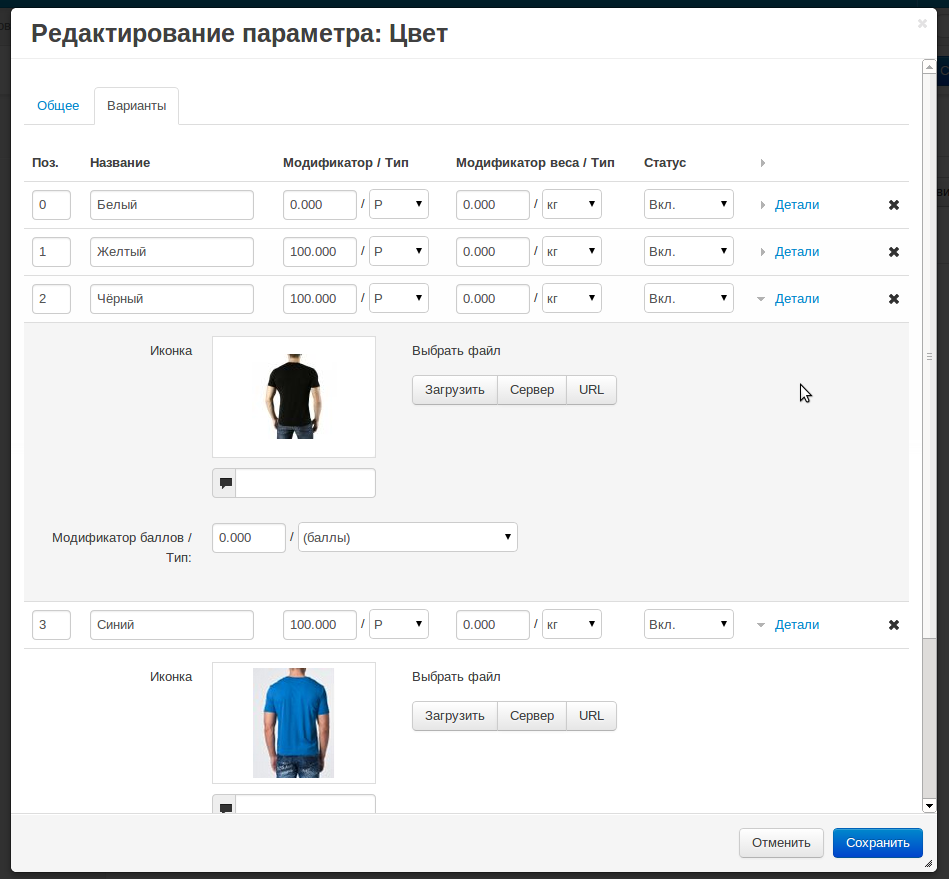 Редактирование параметра: Цвет
Общее Варианты
Поз. Название Модификатор / Тип Модификатор веса / Тип Статус
0 Белый 0.000 / Р 0.000 / кг Вкл. Детали
1 Желтый 100.000 / Р 0.000 / кг Вкл. Детали
2 Чёрный 100.000 / Р 0.000 / кг Вкл. Детали
Иконка Выбрать файл
Загрузить Сервер URL
Модификатор баллов / 0.000 / (баллы)
Тип:
3 Синий 100.000 / Р 0.000 / кг Вкл. Детали
Иконка Выбрать файл
Загрузить Сервер URL
Отменить Сохранить